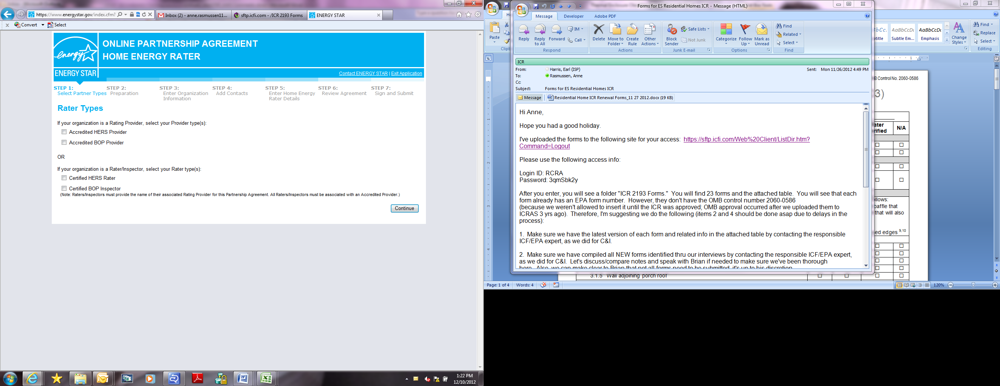 https://www.energystar.gov/index.cfm?
Inbox (2) - anne.rasmussen11...
sftp.icfi.com - /ICR 2193 Forms
ENERGY STAR
Convert
Select
ONLINE PARTNERSHIP AGREEMENT
HOME ENERGY RATER
energy
ENERGY STAR
Contact ENERGY STAR | Exit Application
STEP 1:
Select Partner Types
STEP 2:
Preparation
STEP 3:
Enter Organization
Information
STEP 4:
Add Contacts
STEP 5:
Enter Home Energy
Rater Details
STEP 6:
Review Agreement
STEP 7:
Sign and Submit
Rater Types
If your organization is a Rating Provider, select your Provider type(s):
Accredited HERS Provider
Accredited BOP Provider
OR
If your organization is a Rater/Inspector, select your Rater type(s):
Certified HERS Rater
Certified BOP Inspector
(Note: Raters/Inspectors must provide the name of their associated Rating Provider for this Partnership Agreement. All Raters/Inspectors must be associated with an Accredited Provider.)
Continue
1:22 PM
12/10/2012
Forms for ES Residential Homes ICR - Message (HTML)
Message
Developer
Adobe PDF
Paste
Reply
Reply
to All
Forward
IM
Call
Respond
Delete
Move to
Folder
Create
Rule
Other
Actions
Actions
Block
Sender
Safe Lists
Not Junk
Junk E-mail
Categorize
Follow
Up
Mark as
Unread
Options
Find
Related
Select
Find
ICR
From: Harris, Earl (ISP)
Sent: Mon 11/26/2012 4:49 PM
To: Rasmussen, Anne
Cc:
Subject: Forms for ES Residential Homes ICR
Message
Residential Home ICR Renewal Forms_11 27 2012.docx (19 KB)
Hi Anne,
Hope you had a good holiday.
I've uploaded the forms to the following site for your access: https://sftp.icfi.com/Web%20Client/ListDir.htm?
Command=Logout
Please use the following access info:
Login ID: RCRA
Password: 3qmSbk2y
After you enter, you will see a folder "ICR 2193 Forms." You will find 23 forms and the attached table. You will see that each
form already has an EPA form number. However, they don't have the OMB control number 2060-0586
(because we weren't allowed to insert it until the ICR was approved; OMB approval occurred after we uploaded them to
ICRAS 3 yrs ago). Therefore, I'm suggesting we do the following (items 2 and 4 should be done asap due to delays in the
process):
1. Make sure we have the latest version of each form and related info in the attached table by contacting the responsible
ICF/EPA expert, as we did for C&I.
2. Make sure we have compiled all NEW forms identified thru our interviews by contacting the responsible ICF/EPA expert,
as we did for C&I. Let's discuss/compare notes and speak with Brian if needed to make sure we've been thorough
here. Also, we can make clear to Brian that not all forms need to be submitted, it's up to his discretion
AaBbCcDc
Subtle Em...
AaBbCcDc
Emphasis
Change
Styles
Find
Replace
Select
Editing
B Control No. 2060-0586
3)
ater
rified
N/A
llows:
baffle that
that will also
ed edges 9,10
3.1.5 Wall adjoining porch roof
Page: 1 of 4
Words: 4
120%